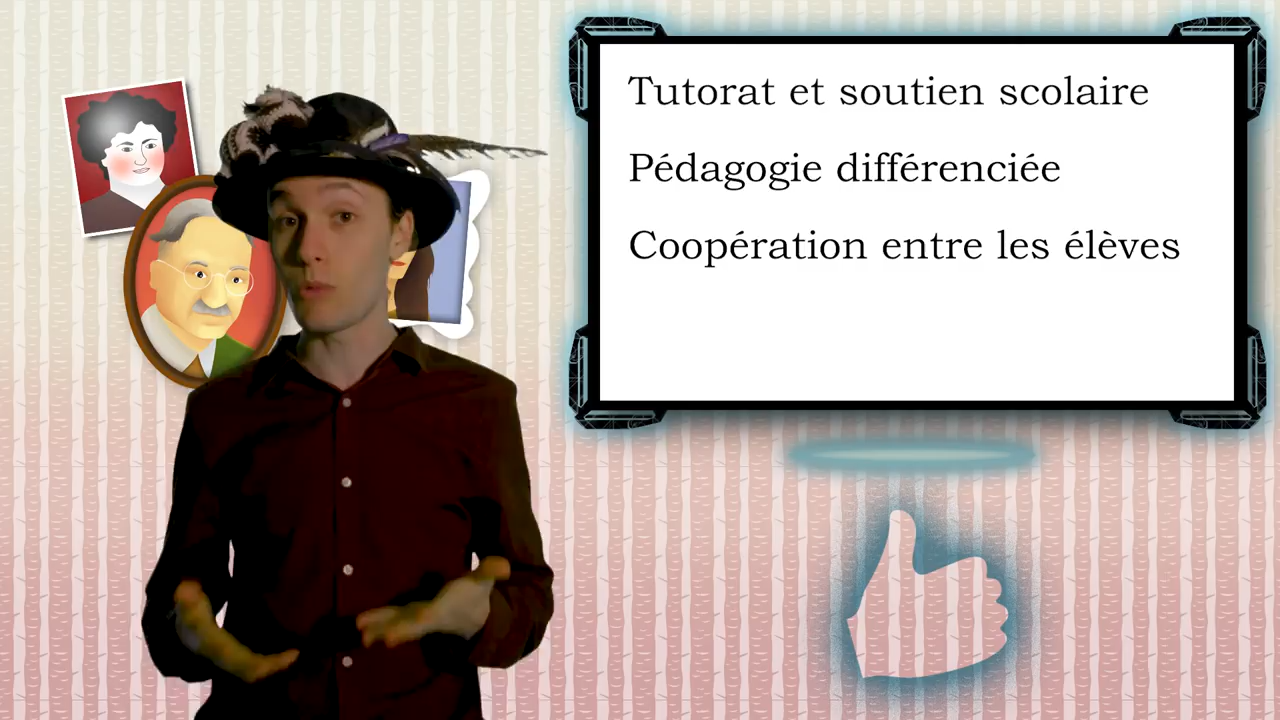 Tutorat et soutien scolaire
Pédagogie différenciée
Coopération entre les élèves